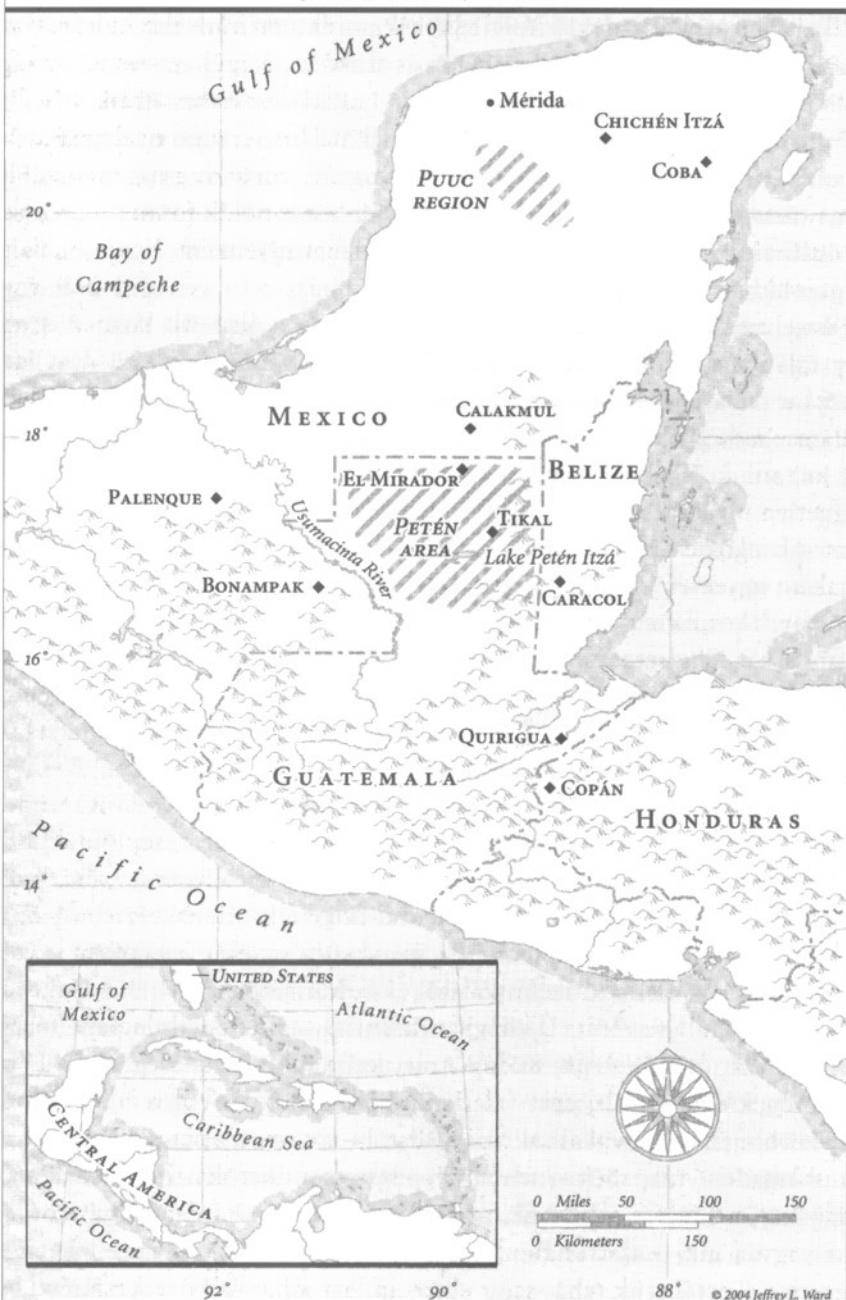 Gulf of Mexico
Mérida
CHICHÉN ITZÁ
COBA
PUUC
REGION
20°
Bay of
Campeche
MEXICO
CALAKMUL
18°
EL MIRADOR
BELIZE
PALENQUE
Usumacinta River
PETÉN
AREA
TIKAL
Lake Petén Itzá
BONAMPAK
CARACOL
16°
QUIRIGUA
GUATEMALA
COPÁN
HONDURAS
Pacific Ocean
14
UNITED STATES
Gulf of
Mexico
Atlantic Ocean
Caribbean Sea
CENTRAL AMERICA
Pacific Ocean
0 Miles 50 100 150
0 Kilometers 150
92°
90°
88°
© 2004 Jeffrey L. Ward